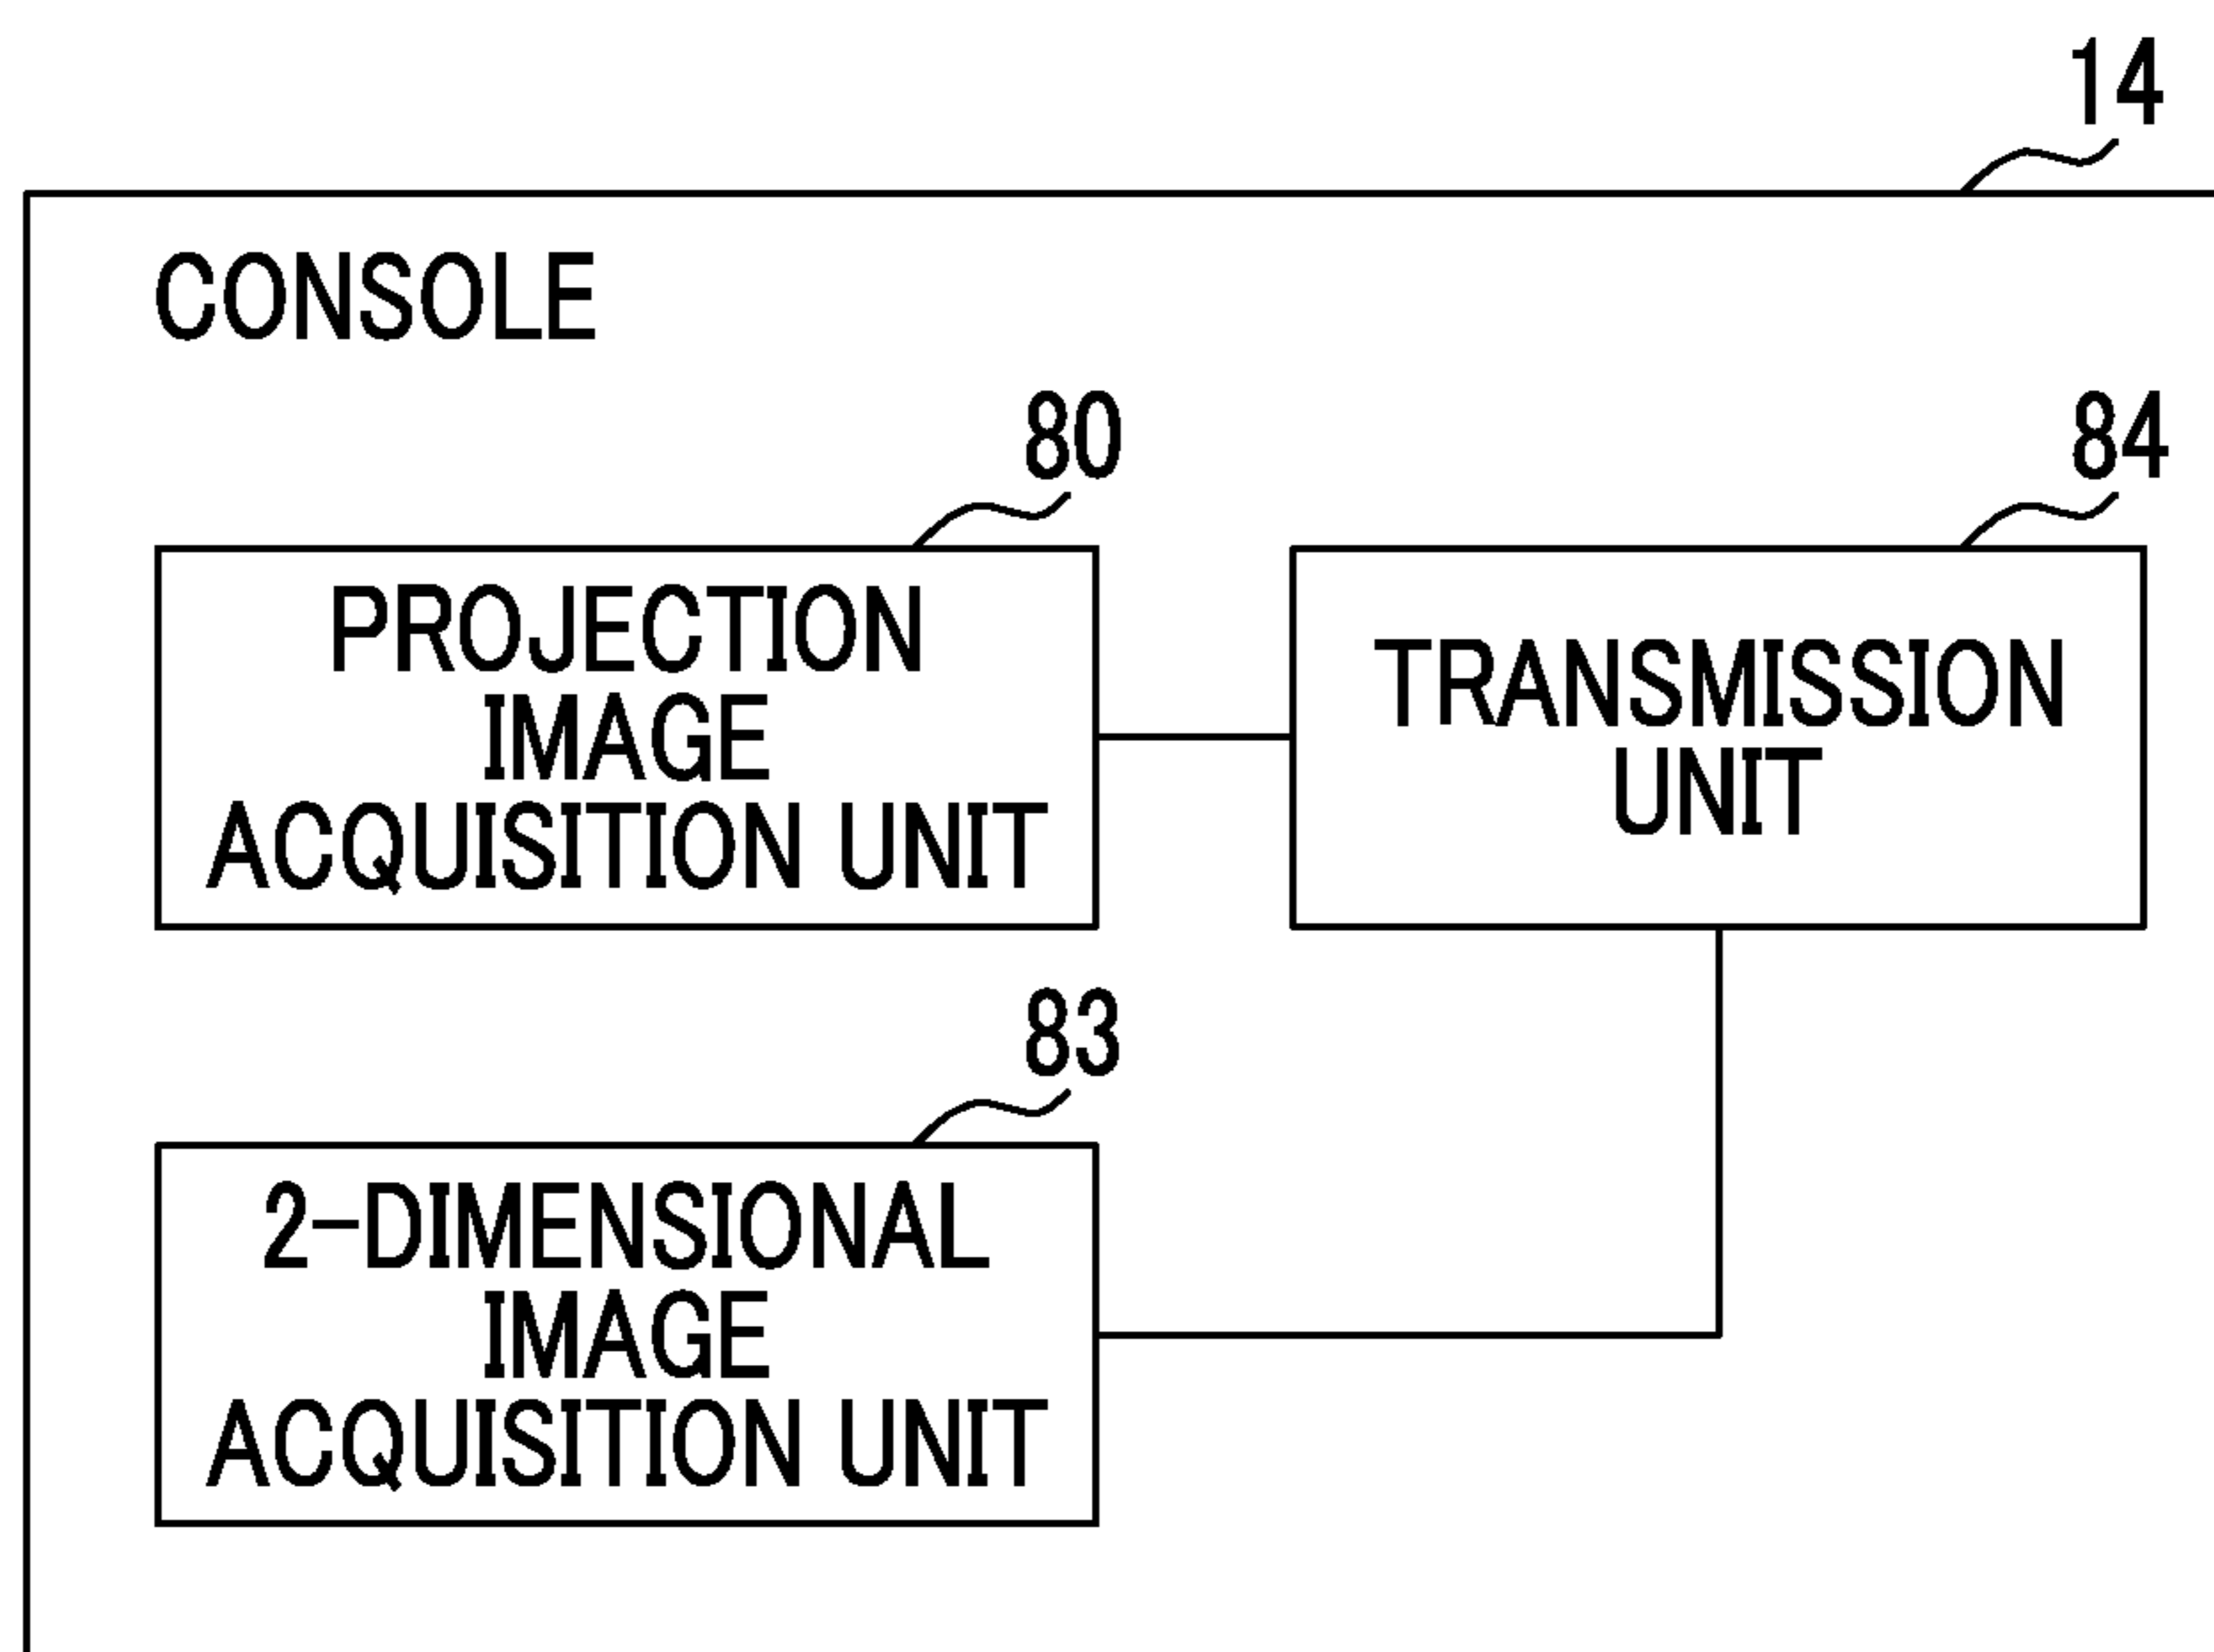 14
CONSOLE
80
PROJECTION
IMAGE
ACQUISITION UNIT
84
TRANSMISSION
UNIT
83
2-DIMENSIONAL
IMAGE
ACQUISITION UNIT